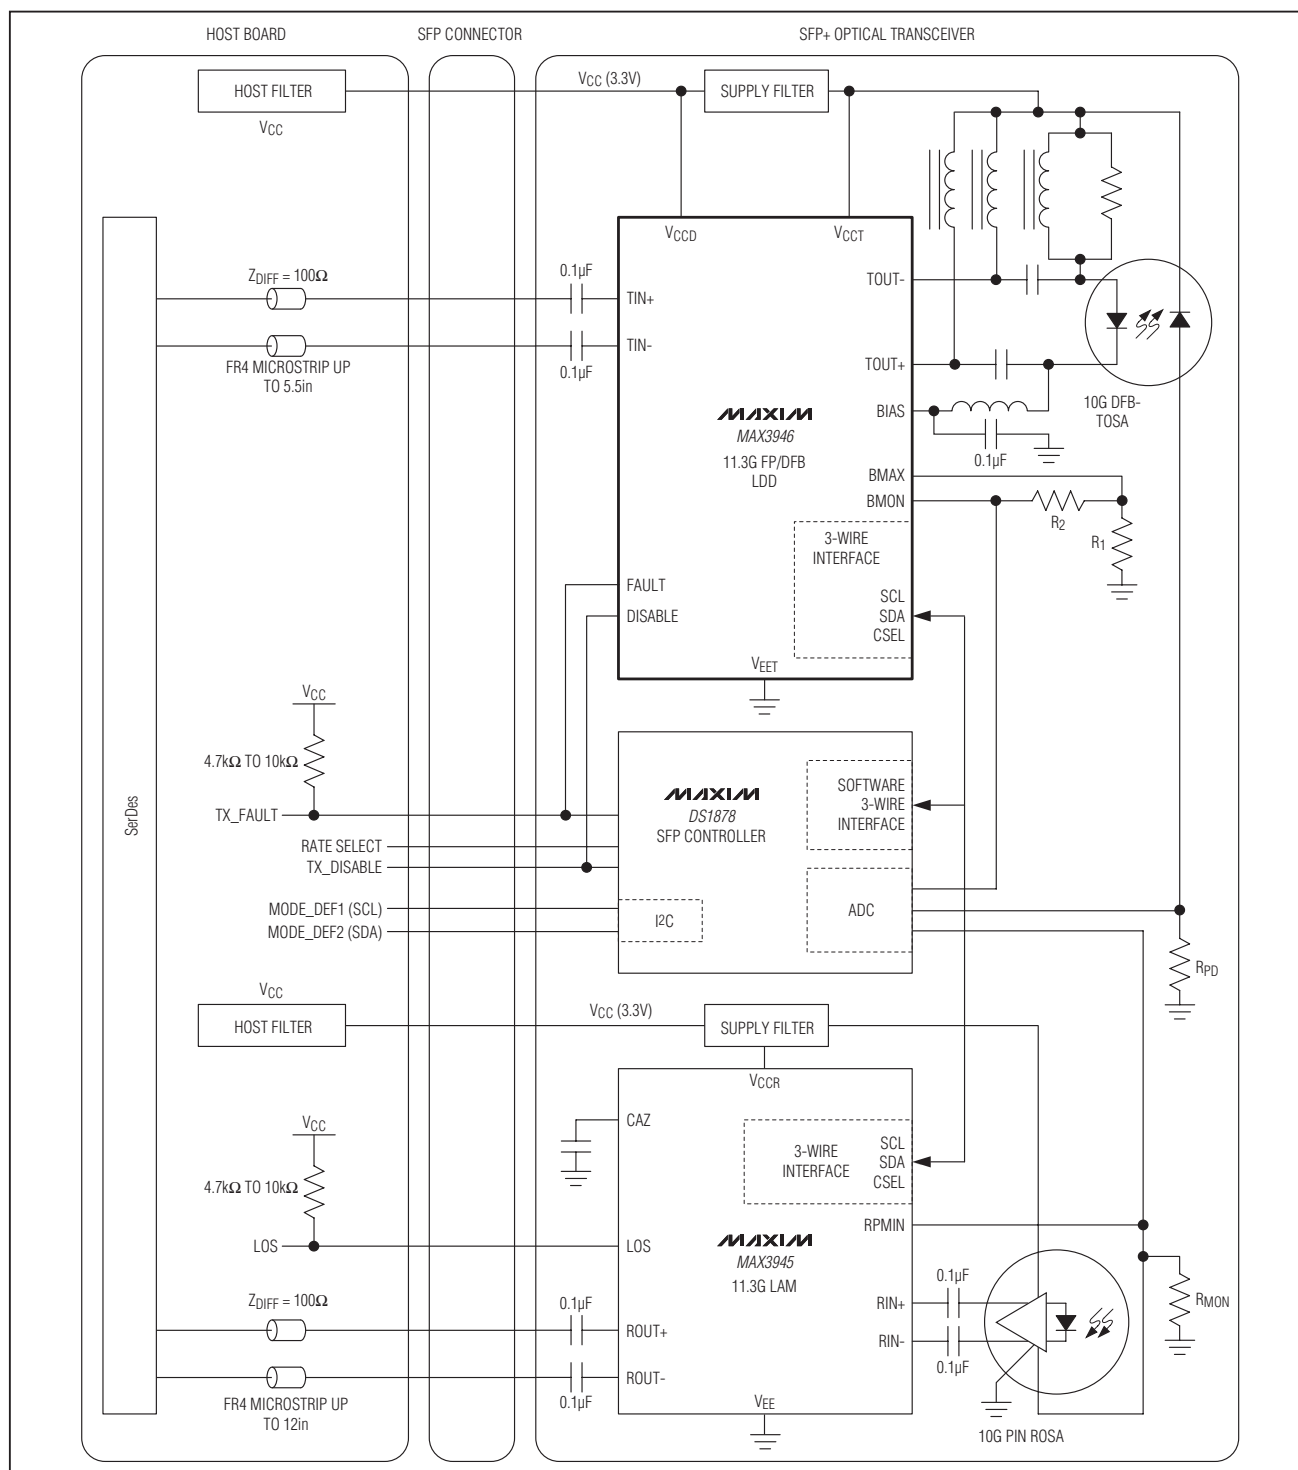 HOST BOARD
SFP CONNECTOR
SFP+ OPTICAL TRANSCEIVER
HOST FILTER
VCC
VCC (3.3V)
SUPPLY FILTER
VCCD
VCCT
SerDes
ZDIFF = 100Ω
FR4 MICROSTRIP UP
TO 5.5in
0.1µF
0.1µF
TIN+
TIN-
TOUT-
TOUT+
BIAS
0.1µF
10G DFB-
TOSA
MAXIM
MAX3946
11.3G FP/DFB
LDD
BMAX
BMON
R2
R1
3-WIRE
INTERFACE
SCL
SDA
CSEL
FAULT
DISABLE
VEET
VCC
4.7kΩ TO 10kΩ
TX_FAULT
RATE SELECT
TX_DISABLE
MODE_DEF1 (SCL)
MODE_DEF2 (SDA)
MAXIM
DS1878
SFP CONTROLLER
SOFTWARE
3-WIRE
INTERFACE
I2C
ADC
RPD
VCC
HOST FILTER
VCC (3.3V)
SUPPLY FILTER
VCCR
CAZ
3-WIRE
INTERFACE
SCL
SDA
CSEL
VCC
4.7kΩ TO 10kΩ
LOS
LOS
RPMIN
MAXIM
MAX3945
11.3G LAM
0.1µF
RIN+
RIN-
0.1µF
RMON
10G PIN ROSA
ZDIFF = 100Ω
FR4 MICROSTRIP UP
TO 12in
0.1µF
0.1µF
ROUT+
ROUT-
VEE